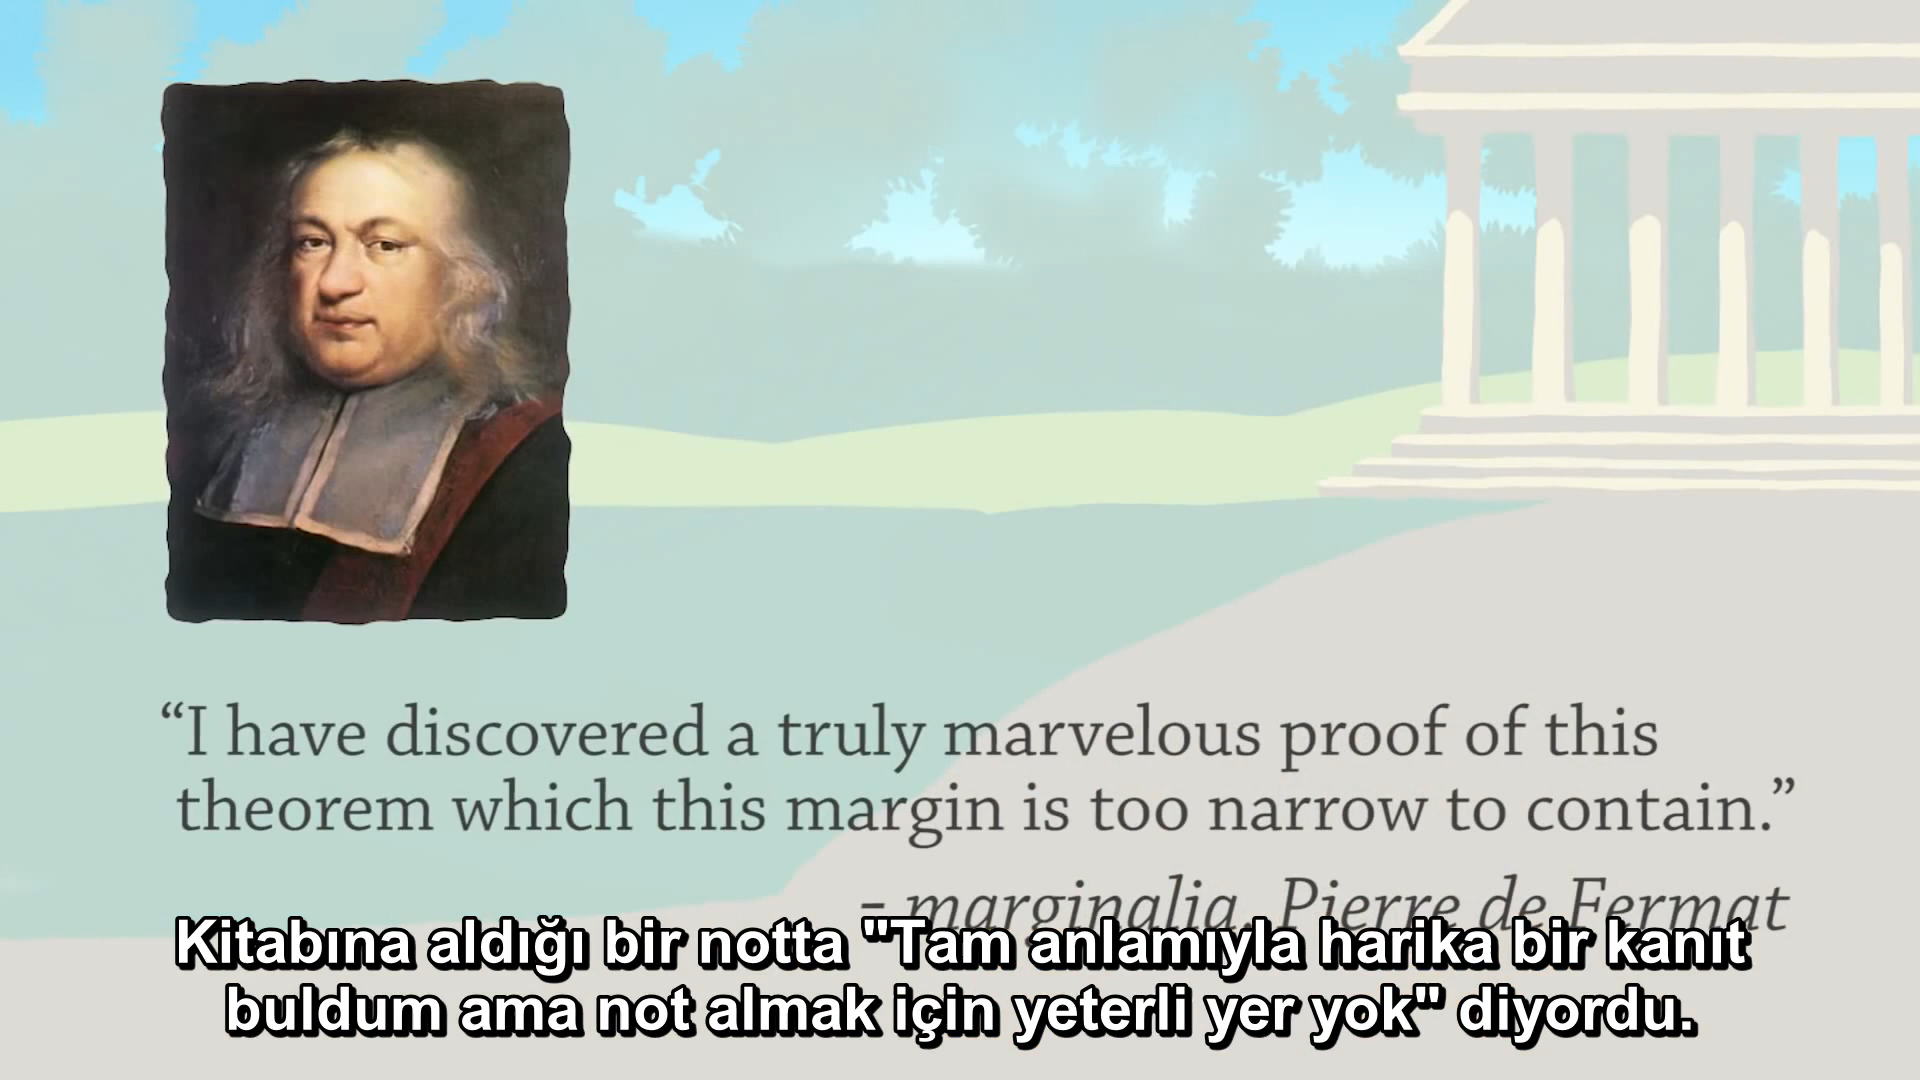 “I have discovered a truly marvelous proof of this
theorem which this margin is too narrow to contain.”
– marginalia, Pierre de Fermat
Kitabına aldığı bir notta "Tam anlamıyla harika bir kanıt
buldum ama not almak için yeterli yer yok" diyordu.